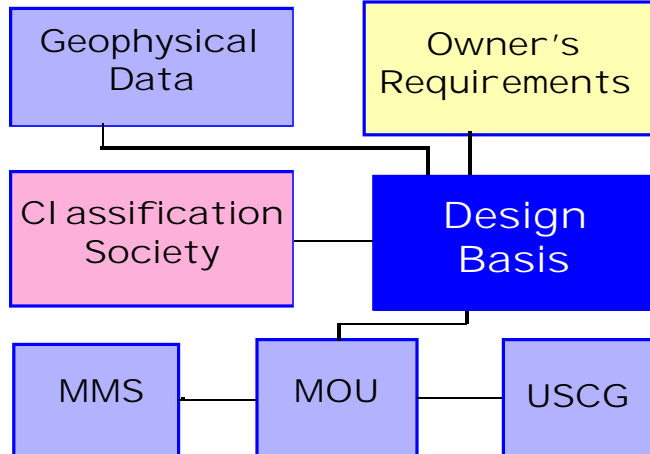 Geophysical
Data
Owner's
Requirements
Classification
Society
Design
Basis
MMS
MOU
USCG